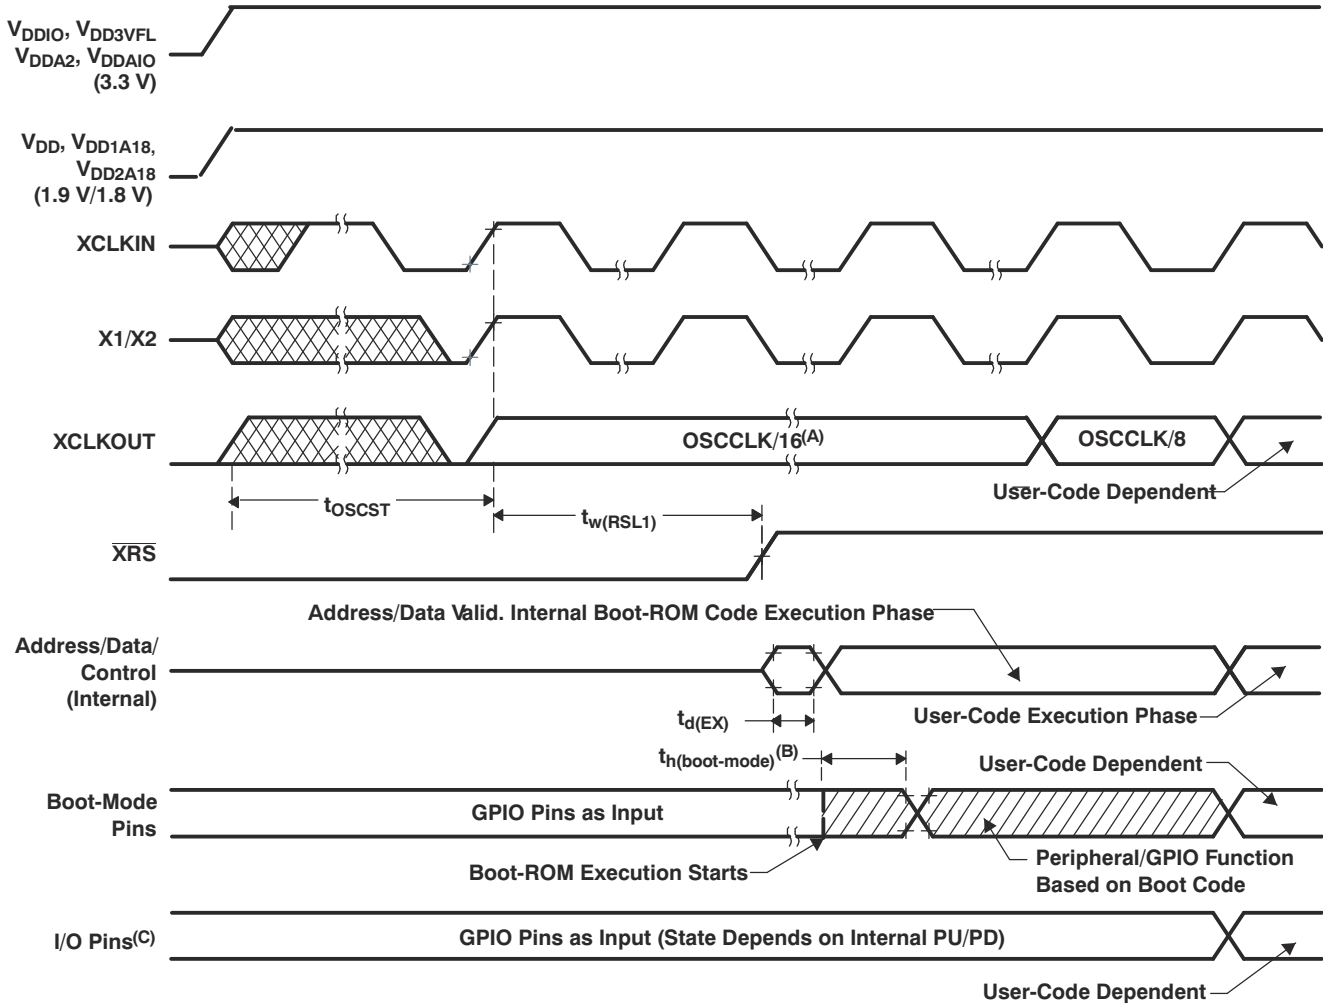 VDDIO, VDD3VFL
VDDA2, VDDAIO
(3.3 V)
VDD, VDD1A18,
VDD2A18
(1.9 V/1.8 V)
XCLKIN
X1/X2
XCLKOUT
OSCCLK/16(A)
OSCCLK/8
User-Code Dependent
tOSCST
tw(RSL1)
XRS
Address/Data Valid. Internal Boot-ROM Code Execution Phase
Address/Data/
Control
(Internal)
td(EX)
User-Code Execution Phase
th(boot-mode)(B)
User-Code Dependent
Boot-Mode
Pins
GPIO Pins as Input
Boot-ROM Execution Starts
Peripheral/GPIO Function
Based on Boot Code
I/O Pins(C)
GPIO Pins as Input (State Depends on Internal PU/PD)
User-Code Dependent